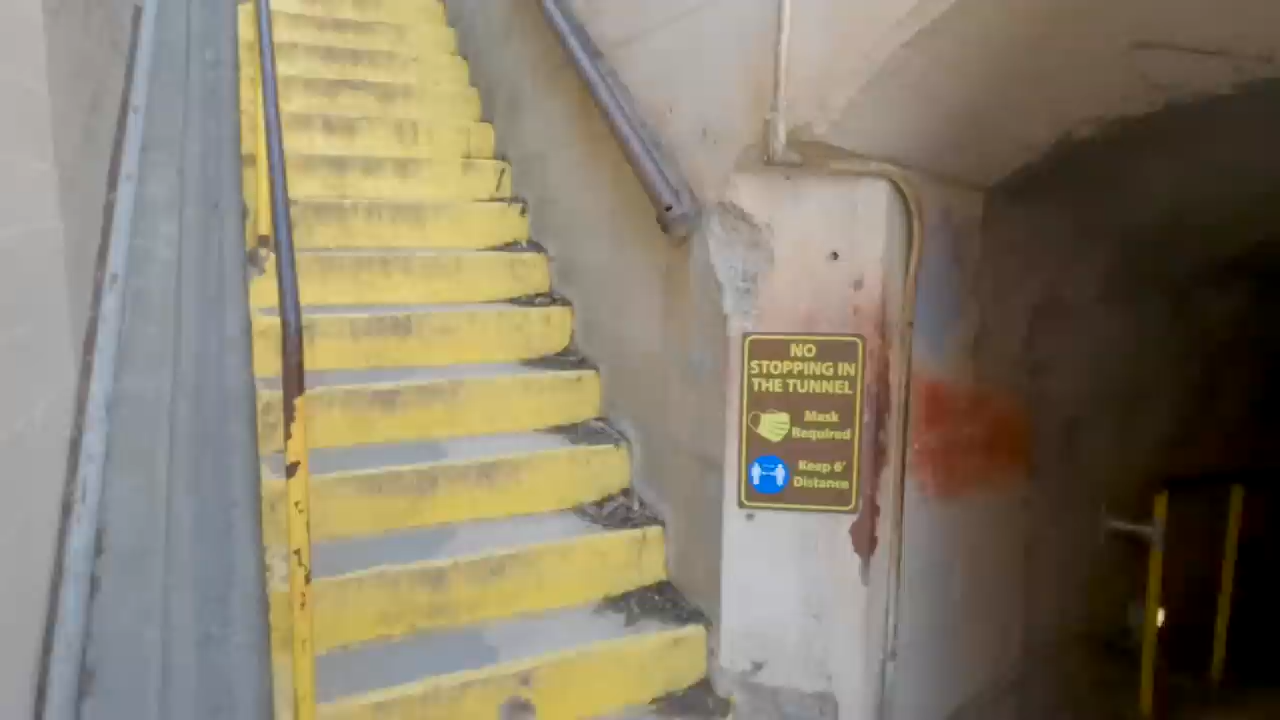 NO
STOPPING IN
THE TUNNEL
Mask
Required
Keep 6'
Distance